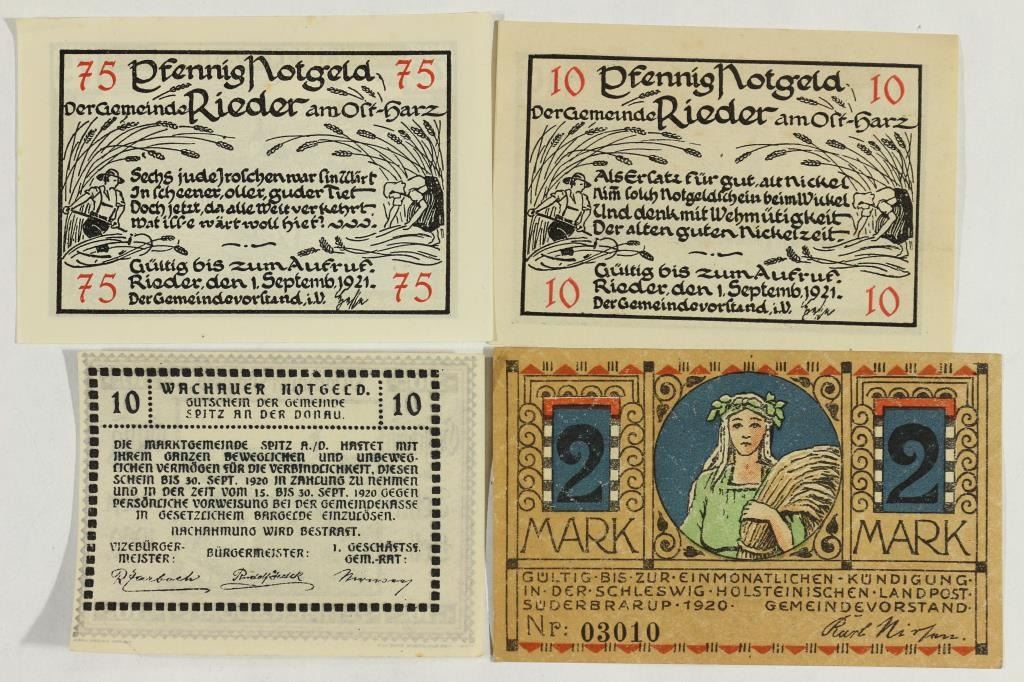 75 Pfennig Notgeld 75
Der Gemeinde Rieder am Ost-Harz
Sechs jude Jroschen war sin Wärt
In scheener, oller, guder Tiet
Doch jetzt, da alle Welt verkehrt
Wat iss-e wärt woll hiet?
Gültig bis zum Aufruf.
75 Rieder, den 1. Septemb. 1921. 75
Der Gemeindevorstand, i.V.
10 Pfennig Notgeld 10
Der Gemeinde Rieder am Ost-Harz
Als Ersatz für gut, alt Nickel
Nim̄ solch Notgeldschein beim Wickel
Und denk mit Wehmütigkeit
Der alten guten Nickelzeit.
Gültig bis zum Aufruf.
10 Rieder, den 1. Septemb. 1921. 10
Der Gemeindevorstand, i.V.
10 WACHAUER NOTGELD. 10
GUTSCHEIN DER GEMEINDE
SPITZ AN DER DONAU.
DIE MARKTGEMEINDE SPITZ A./D. HAFTET MIT
IHREM GANZEN BEWEGLICHEN UND UNBEWEG-
LICHEN VERMÖGEN FÜR DIE VERBINDLICHKEIT, DIESEN
SCHEIN BIS 30. SEPT. 1920 IN ZAHLUNG ZU NEHMEN
UND IN DER ZEIT VOM 15. BIS 30. SEPT. 1920 GEGEN
PERSÖNLICHE VORWEISUNG BEI DER GEMEINDEKASSE
IN GESETZLICHEM BARGELDE EINZULÖSEN.
NACHAHMUNG WIRD BESTRAFT.
VIZEBÜRGER-
MEISTER:
BÜRGERMEISTER:
1. GESCHÄFTSF.
GEM.-RAT:
2 2
MARK MARK
GÜLTIG·BIS·ZUR·EINMONATLICHEN·KÜNDIGUNG·
IN·DER·SCHLESWIG·HOLSTEINISCHEN·LANDPOST·
SÜDERBRARUP·1920· GEMEINDEVORSTAND·
Nr: 03010